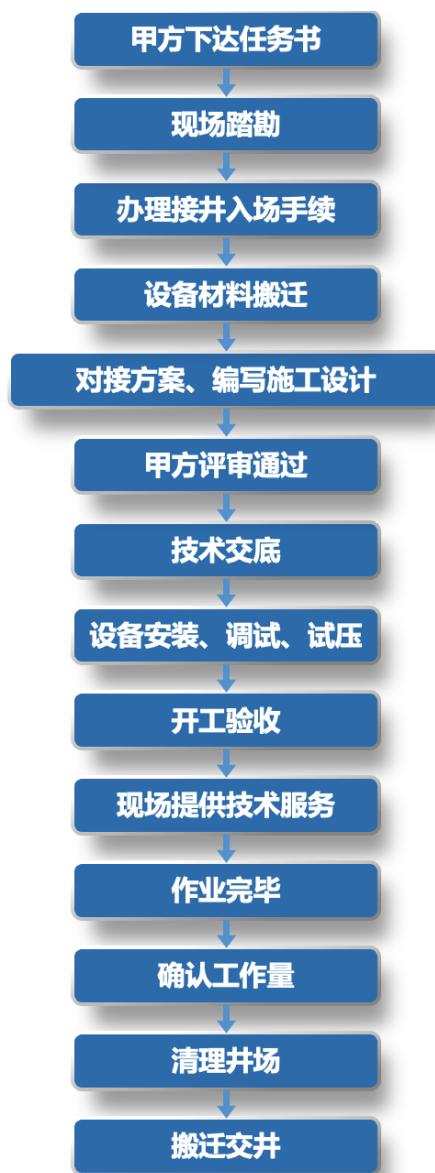 甲方下达任务书
现场踏勘
办理接井入场手续
设备材料搬迁
对接方案、编写施工设计
甲方评审通过
技术交底
设备安装、调试、试压
开工验收
现场提供技术服务
作业完毕
确认工作量
清理井场
搬迁交井